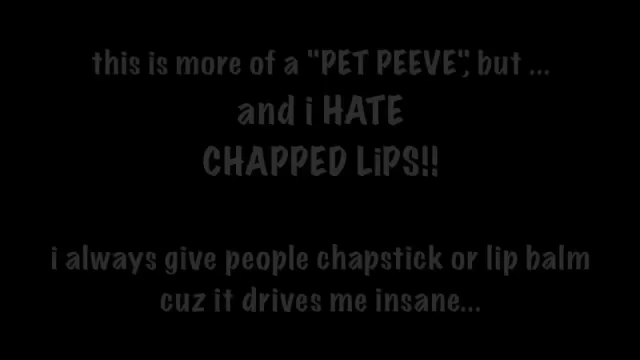 this is more of a "PET PEEVE", but ...
and i HATE
CHAPPED LiPS!!
i always give people chapstick or lip balm
cuz it drives me insane...